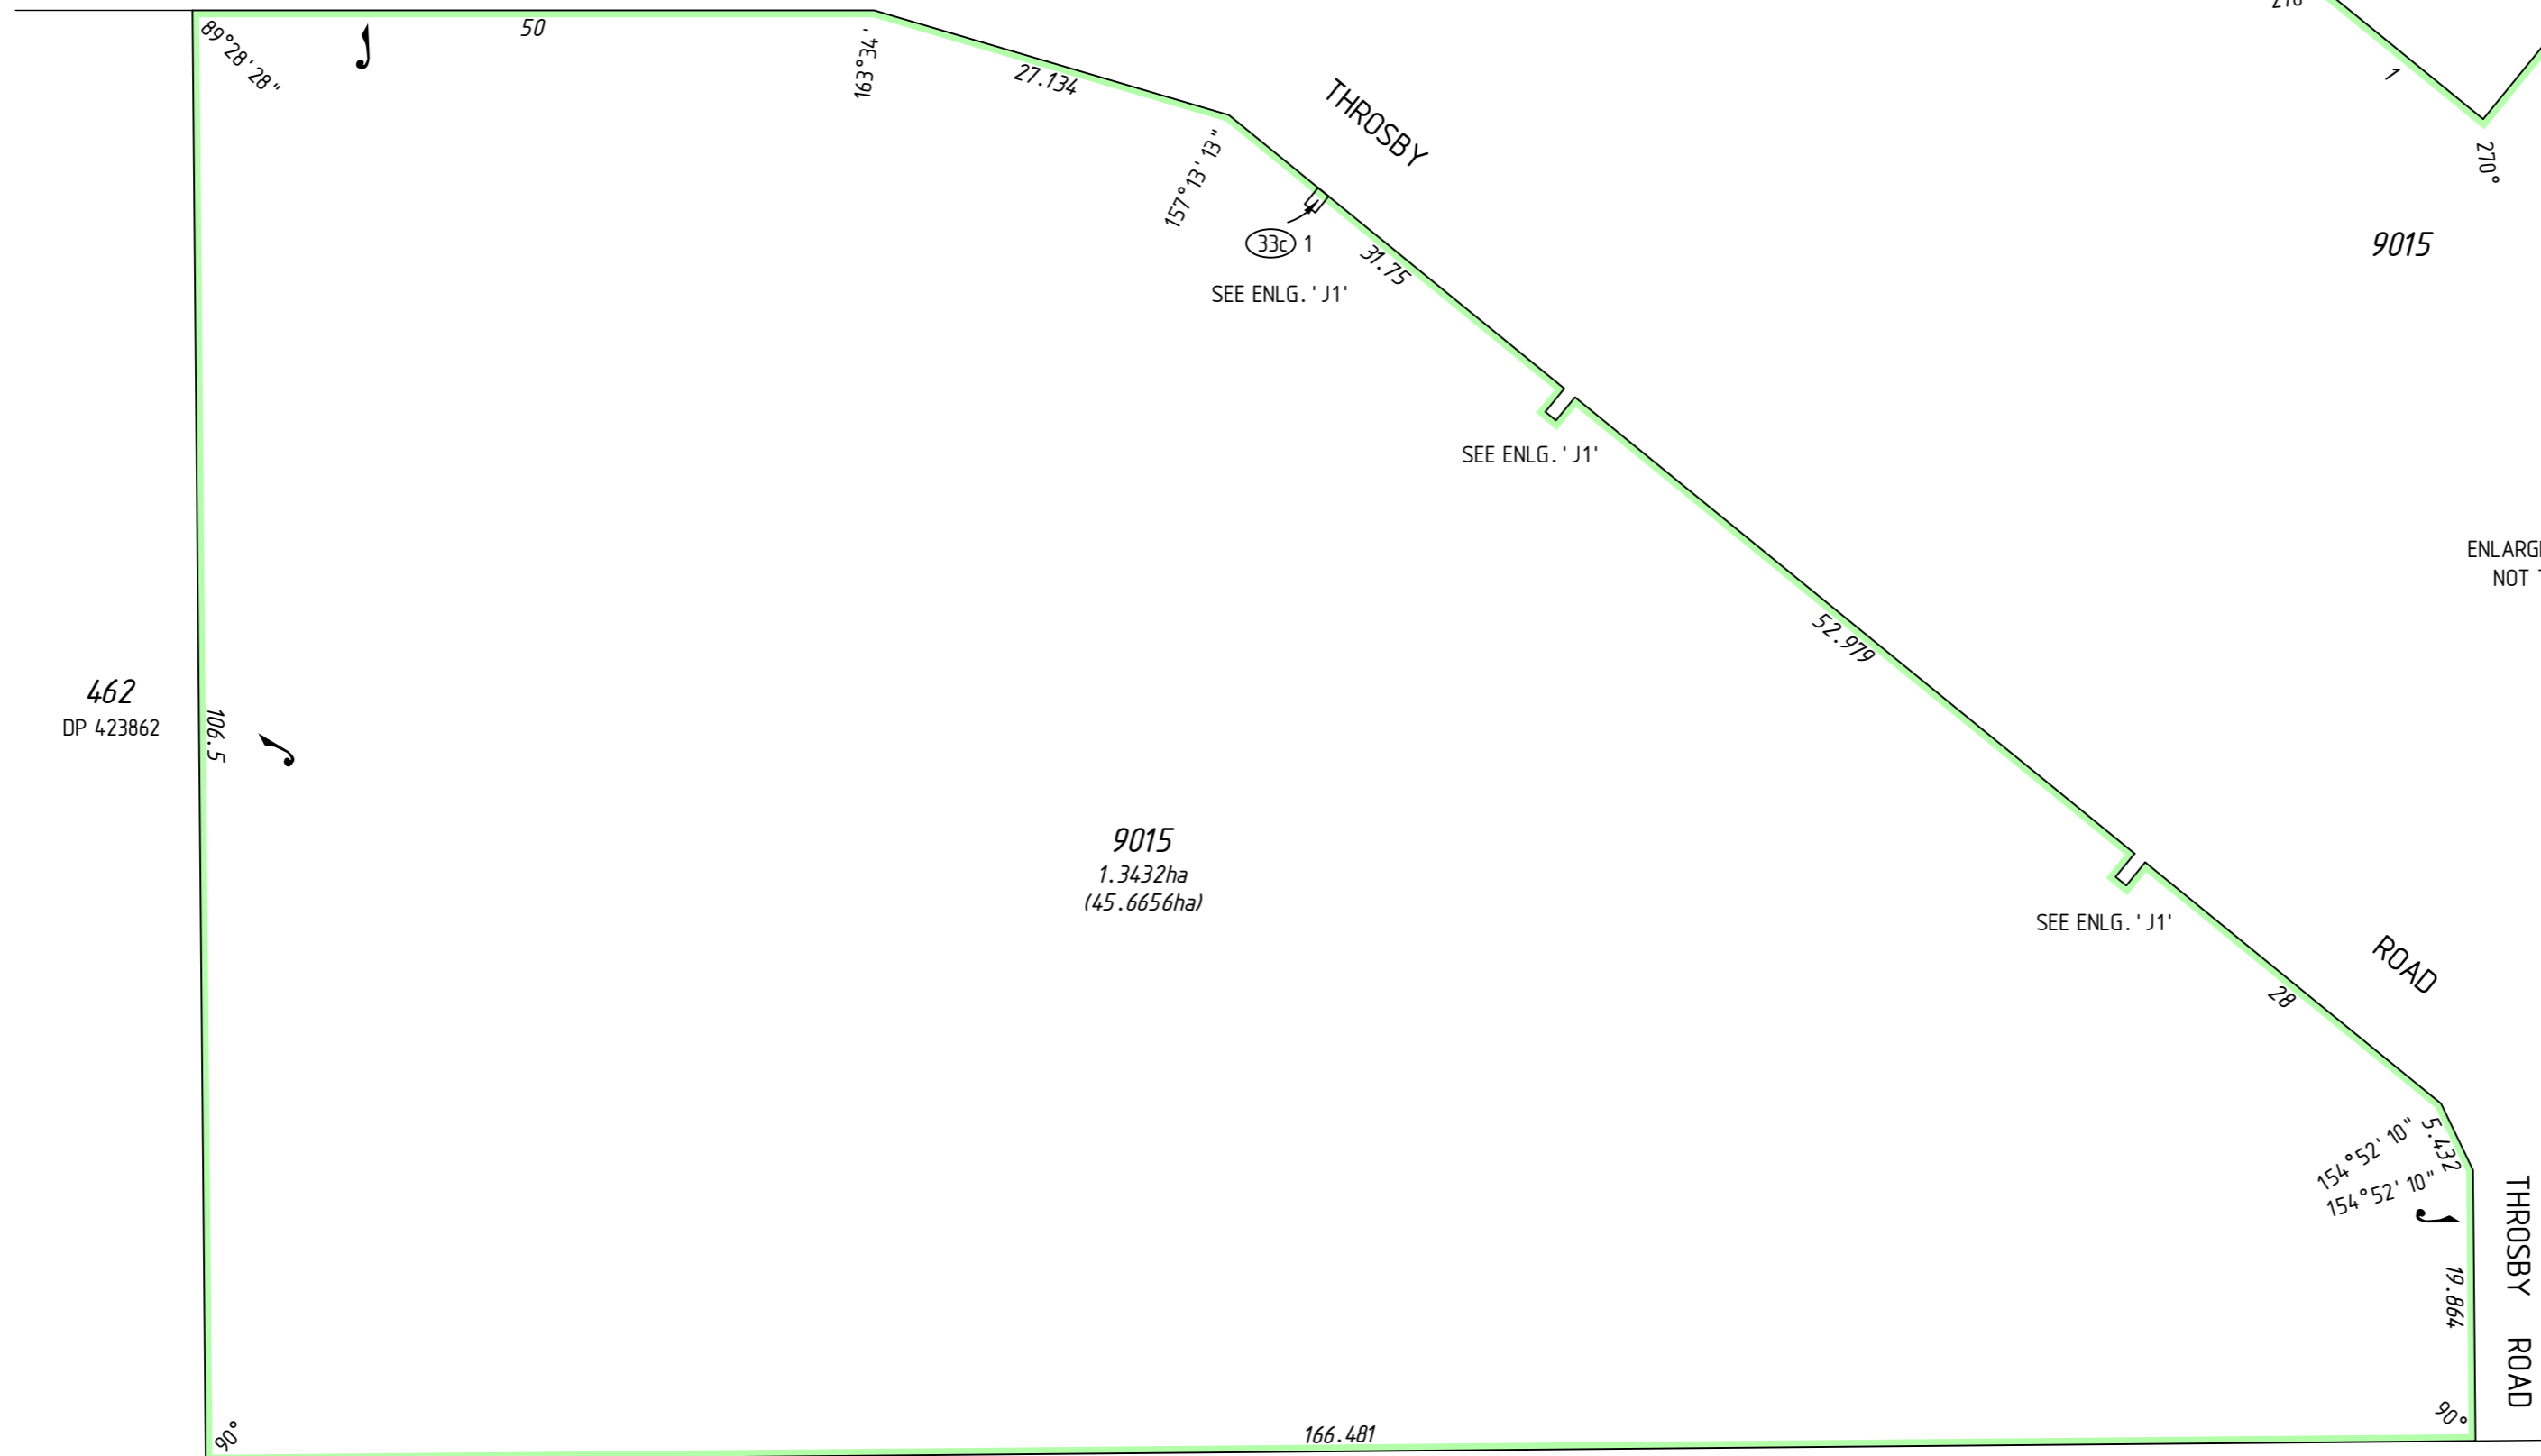 50
89°28'28"
163°34'
27.134
THROSBY
157°13'13"
33c 1
SEE ENLG.'J1'
31.75
1
270°
9015
SEE ENLG.'J1'
52.979
462
DP 423862
106.5
9015
1.3432ha
(45.6656ha)
SEE ENLG.'J1'
ROAD
28
5.432
154°52'10"
154°52'10"
THROSBY ROAD
19.864
90°
90°
166.481
NOT